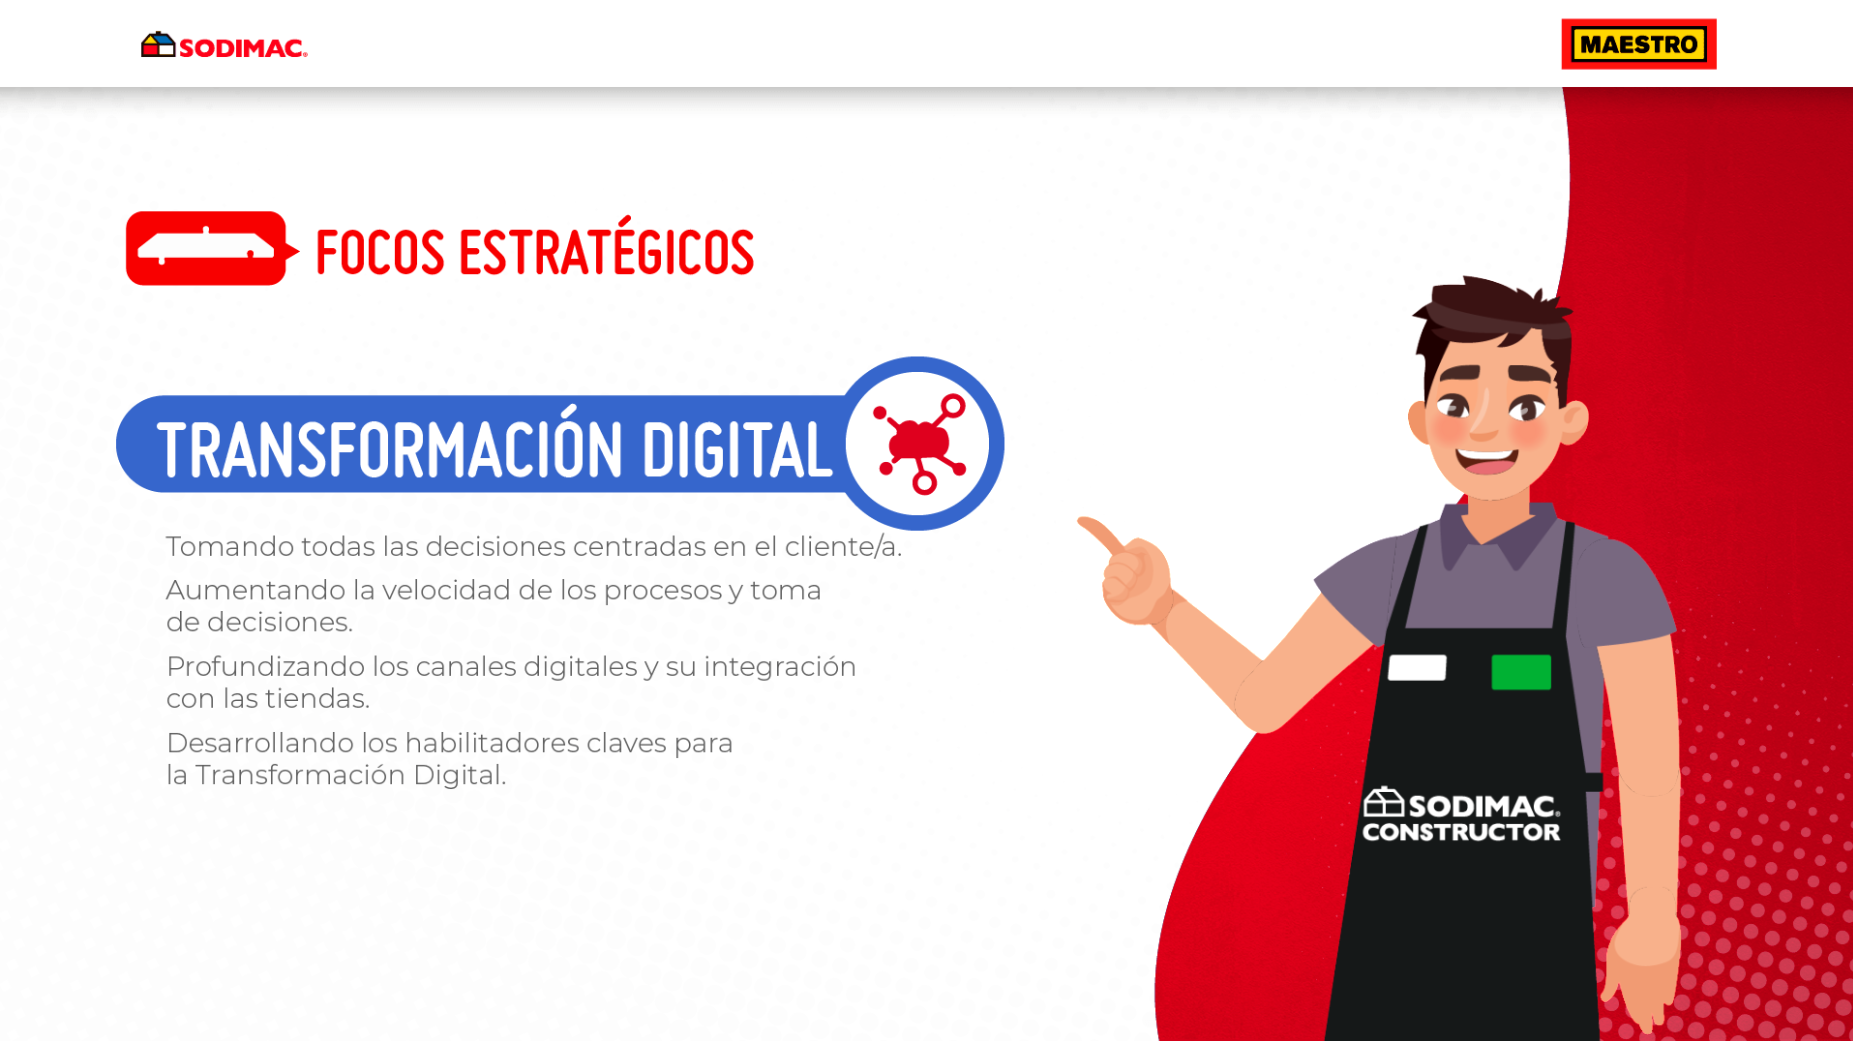 SODIMAC®
MAESTRO
FOCOS ESTRATÉGICOS
TRANSFORMACIÓN DIGITAL
Tomando todas las decisiones centradas en el cliente/a.
Aumentando la velocidad de los procesos y toma
de decisiones.
Profundizando los canales digitales y su integración
con las tiendas.
Desarrollando los habilitadores claves para
la Transformación Digital.
SODIMAC®
CONSTRUCTOR